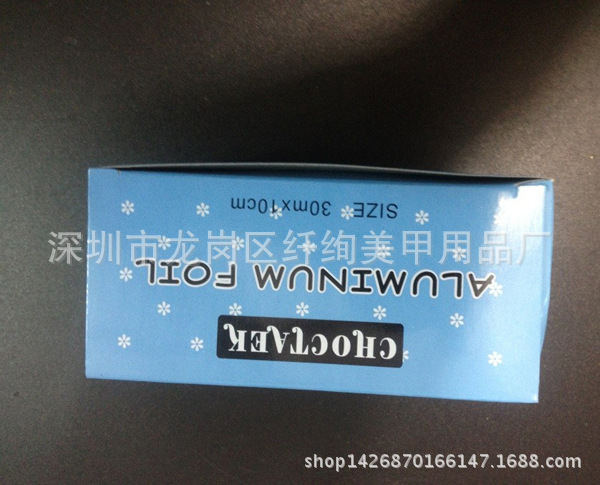 CHOCTAEK
ALUMINUM FOIL
SIZE 30mx10cm
深圳市龙岗区纤绚美甲用品厂
shop1426870166147.1688.com